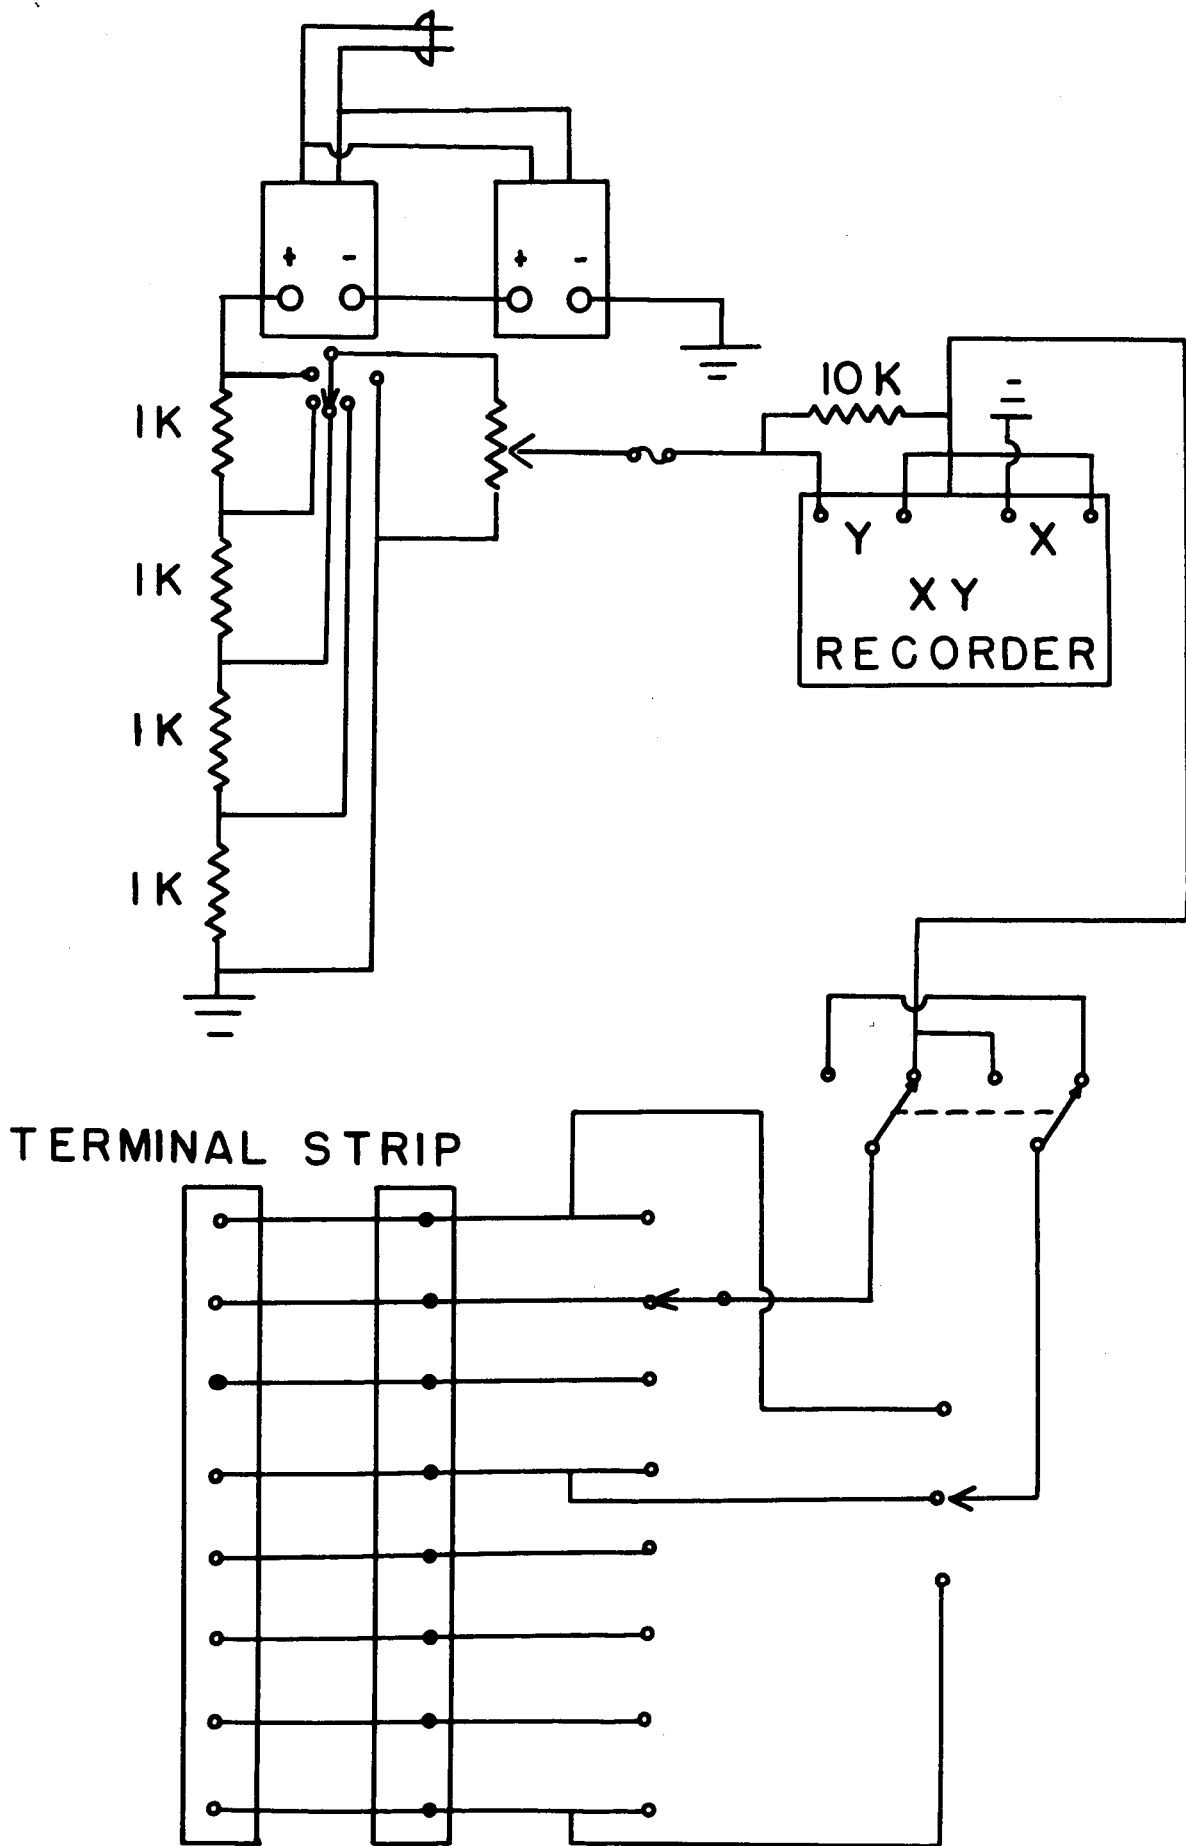 + -
+ -
10K
1K
Y X
1K
XY
RECORDER
1K
1K
TERMINAL STRIP